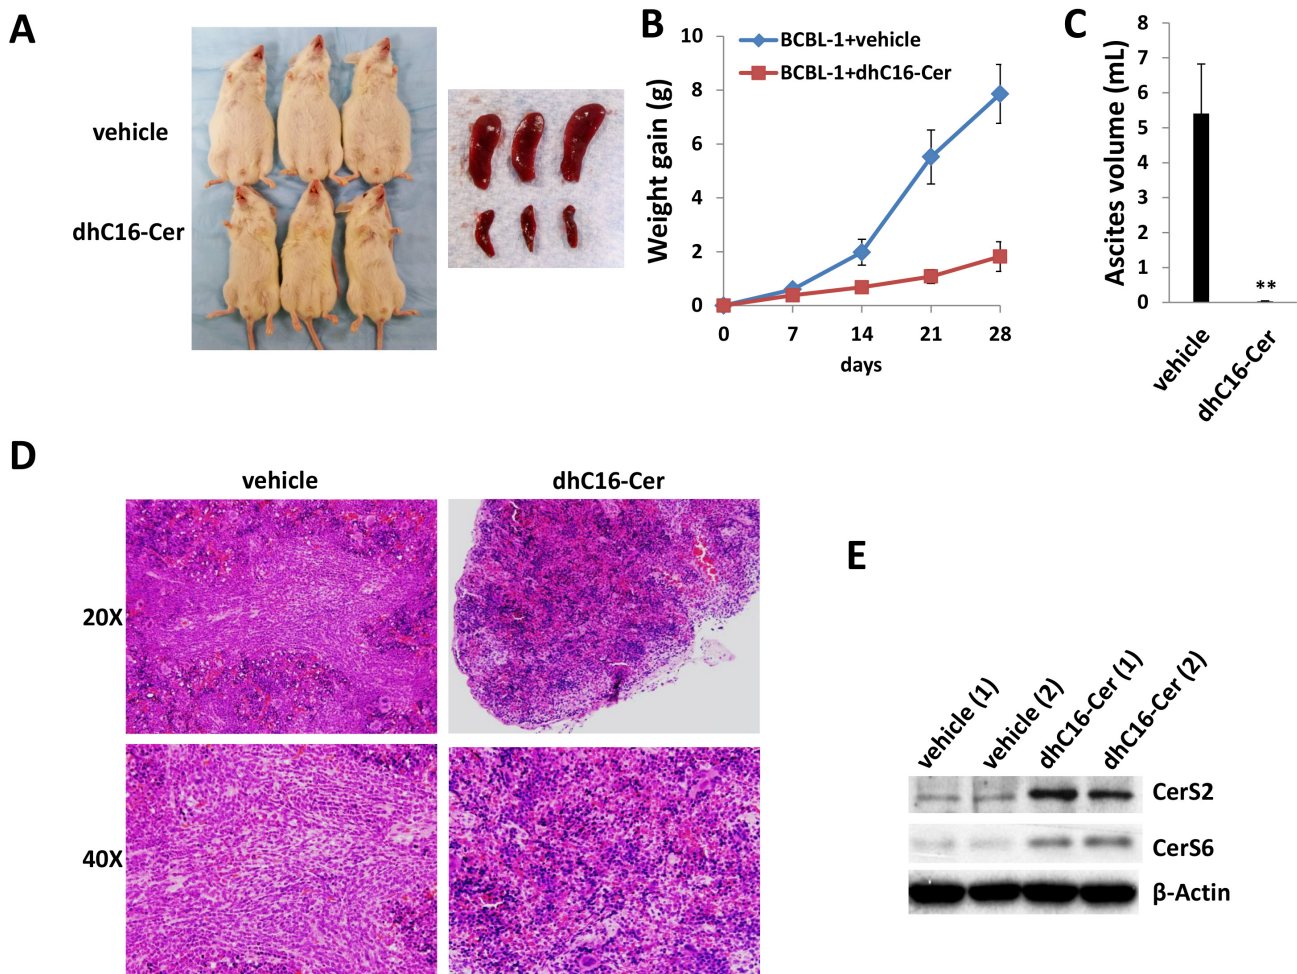 A
vehicle
dhC16-Cer
B
Weight gain (g)
10
8
6
4
2
0
BCBL-1+vehicle
BCBL-1+dhC16-Cer
0 7 14 21 28
days
C
Ascites volume (mL)
8
7
6
5
4
3
2
1
0
**
vehicle
dhC16-Cer
D
vehicle dhC16-Cer
20X
40X
E
vehicle (1)
vehicle (2)
dhC16-Cer (1)
dhC16-Cer (2)
CerS2
CerS6
β-Actin